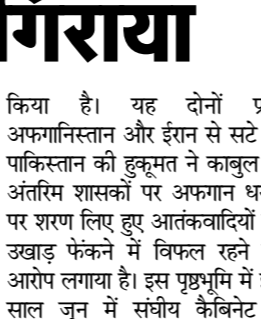 गिराया
किया है। यह दोनों
अफगानिस्तान और ईरान से सटे
पाकिस्तान की हुकूमत ने काबुल
अंतरिम शासकों पर अफगान
पर शरण लिए हुए आतंकवादियों
उखाड़ फेंकने में विफल रहने
आरोप लगाया है। इस पृष्ठभूमि में
साल जून में संघीय कैबिनेट